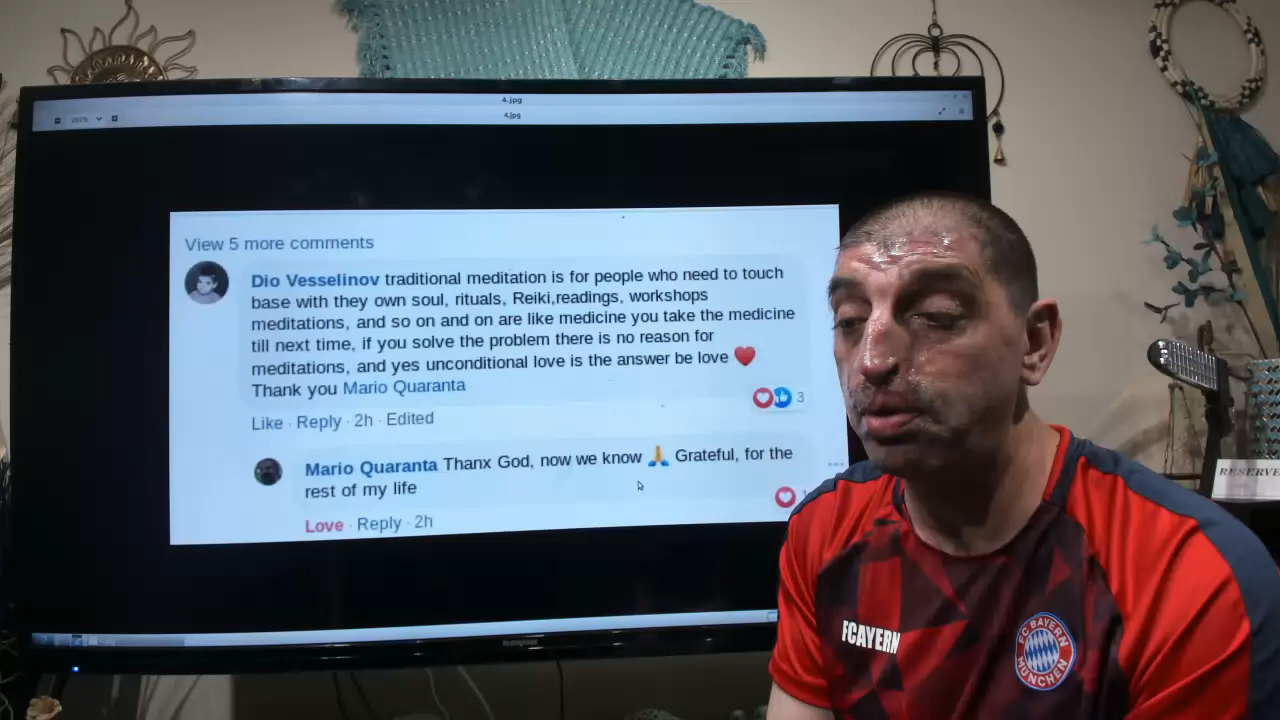 4.jpg
4.jpg
View 5 more comments
Dio Vesselinov traditional meditation is for people who need to touch
base with they own soul, rituals, Reiki,readings, workshops
meditations, and so on and on are like medicine you take the medicine
till next time, if you solve the problem there is no reason for
meditations, and yes unconditional love is the answer be love ❤️
Thank you Mario Quaranta
3
Like · Reply · 2h · Edited
Mario Quaranta Thanx God, now we know 🙏 Grateful, for the
rest of my life
Love · Reply · 2h
RESERVE
FCAYERN
FC BAYERN
MÜNCHEN